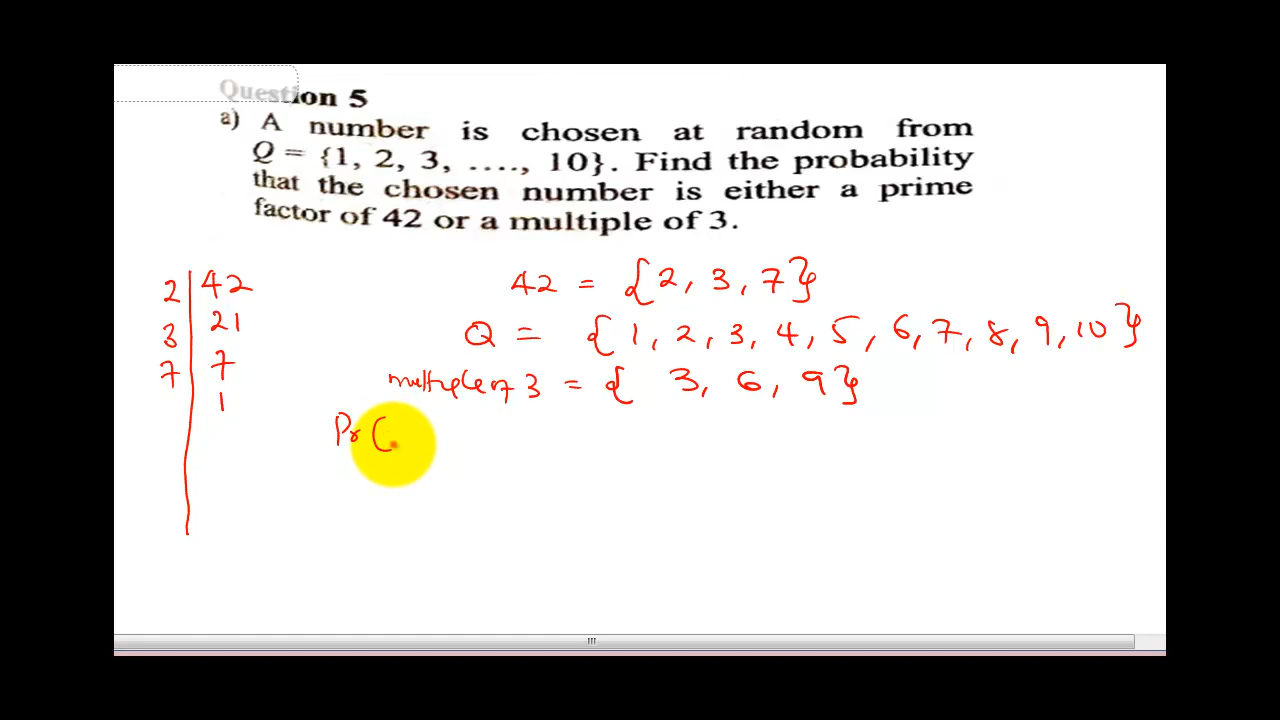 Question 5
a) A number is chosen at random from
Q = {1, 2, 3, ...., 10}. Find the probability
that the chosen number is either a prime
factor of 42 or a multiple of 3.
2 | 42
3 | 21
7 | 7
1
42 = {2, 3, 7}
Q = {1, 2, 3, 4, 5, 6, 7, 8, 9, 10}
multiple of 3 = { 3, 6, 9}
Pr (